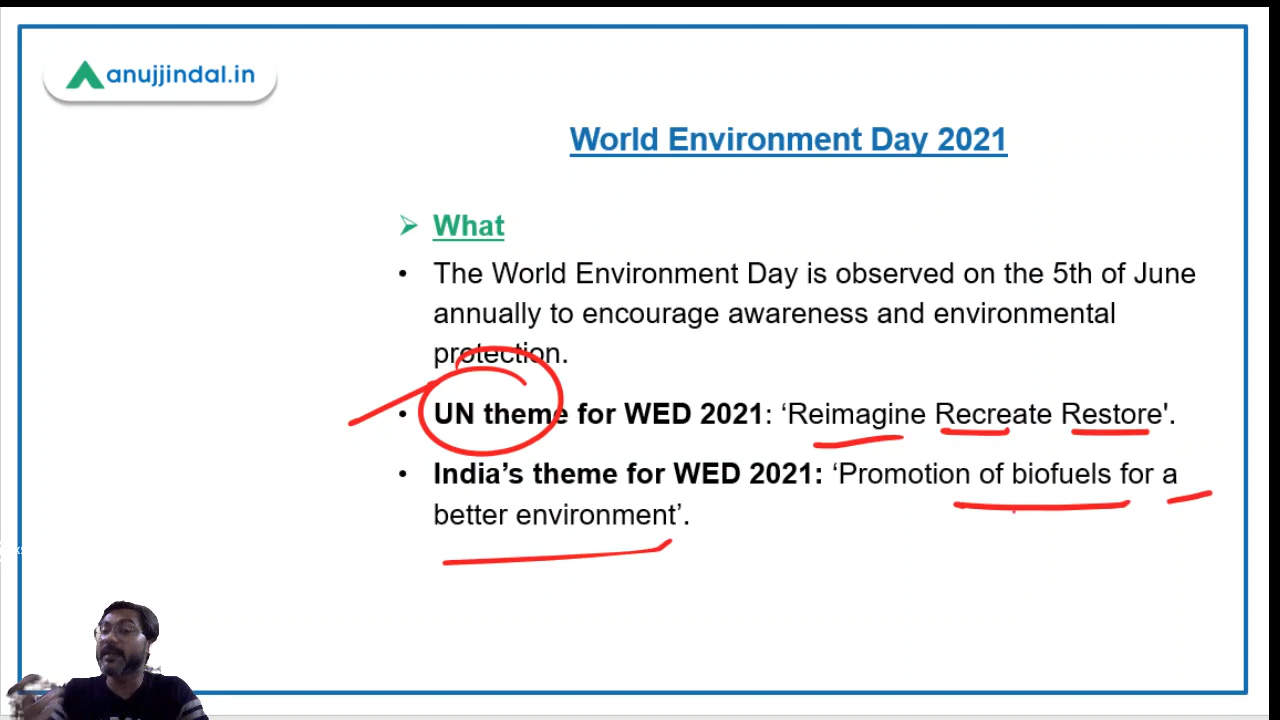 anujjindal.in
World Environment Day 2021
What
• The World Environment Day is observed on the 5th of June
annually to encourage awareness and environmental
protection.
• UN theme for WED 2021: ‘Reimagine Recreate Restore'.
• India’s theme for WED 2021: ‘Promotion of biofuels for a
better environment’.